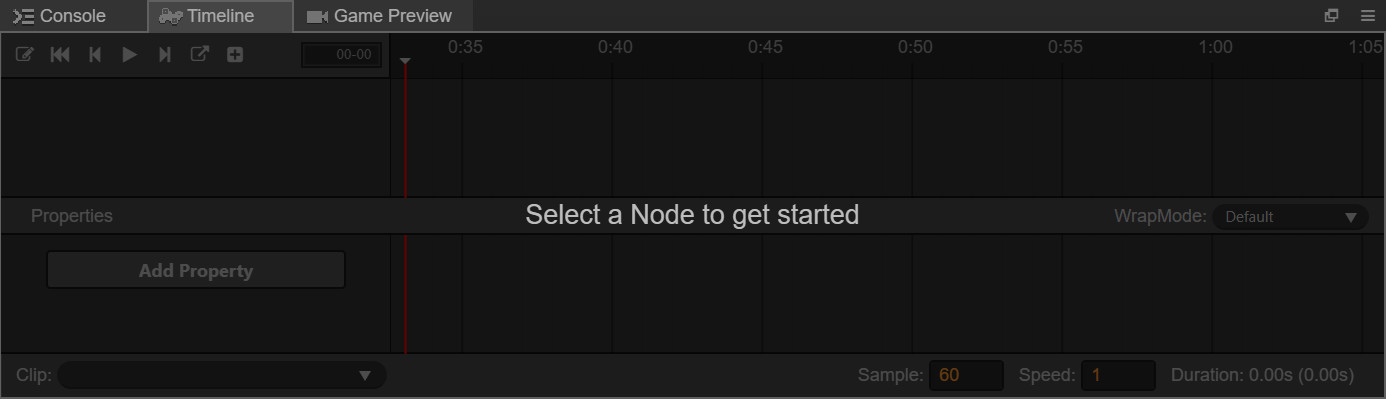 Console Timeline Game Preview
00-00 0:35 0:40 0:45 0:50 0:55 1:00 1:05
Properties Select a Node to get started WrapMode: Default
Add Property
Clip: Sample: 60 Speed: 1 Duration: 0.00s (0.00s)